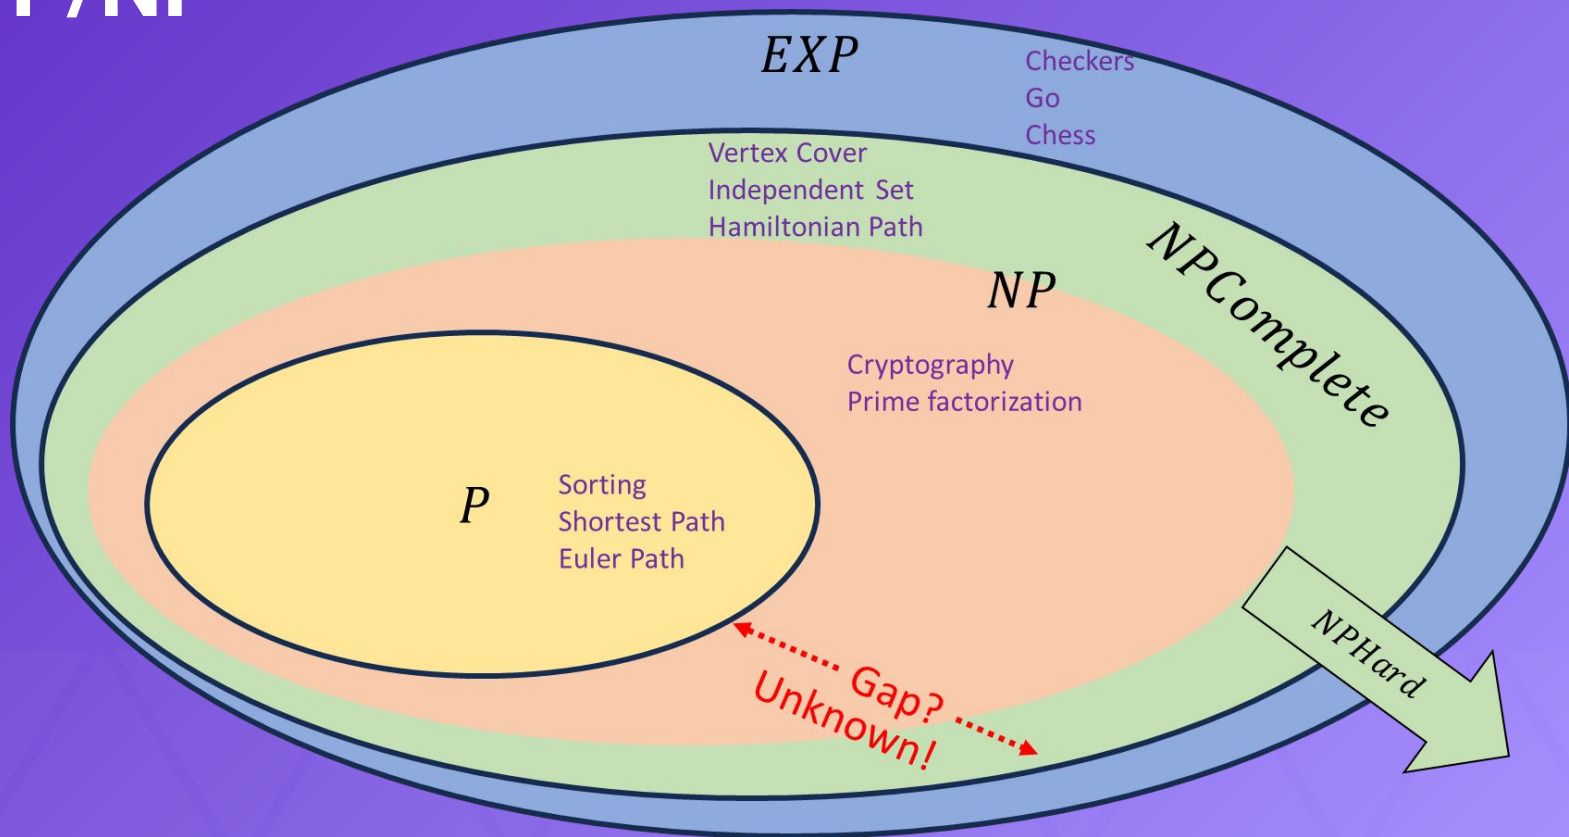 P/NP
EXP
Checkers
Go
Chess
Vertex Cover
Independent Set
Hamiltonian Path
NPComplete
NP
Cryptography
Prime factorization
P
Sorting
Shortest Path
Euler Path
Gap?
Unknown!
NPHard